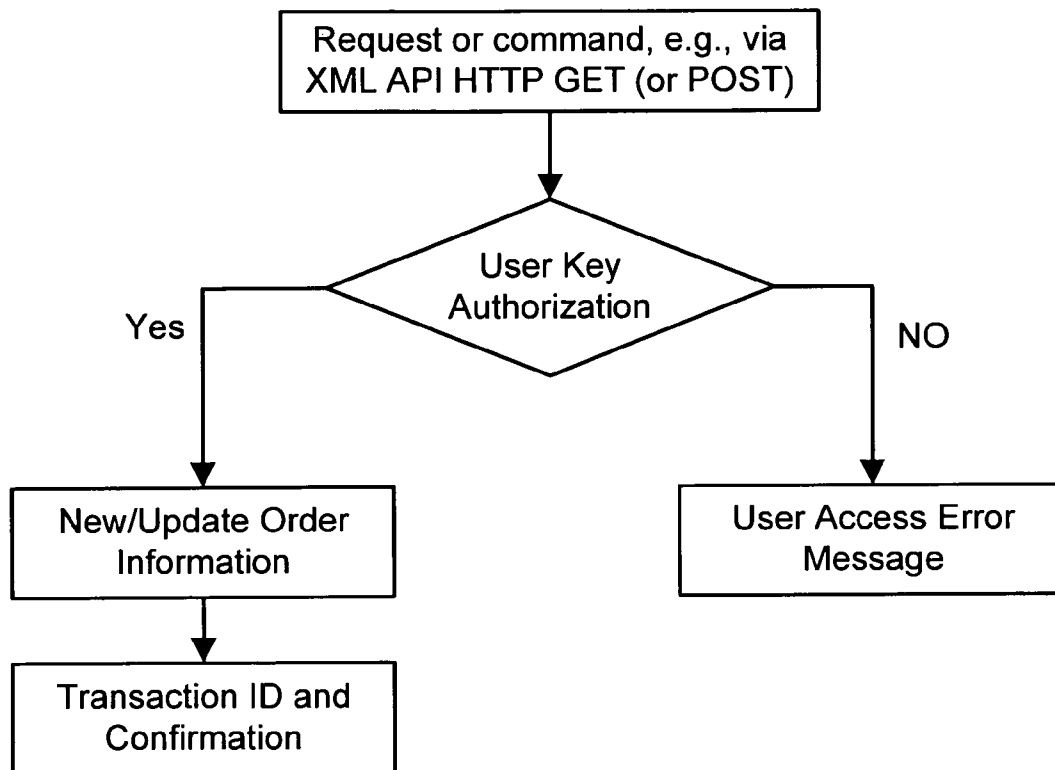 Request or command, e.g., via
XML API HTTP GET (or POST)
User Key
Authorization
Yes
NO
New/Update Order
Information
User Access Error
Message
Transaction ID and
Confirmation